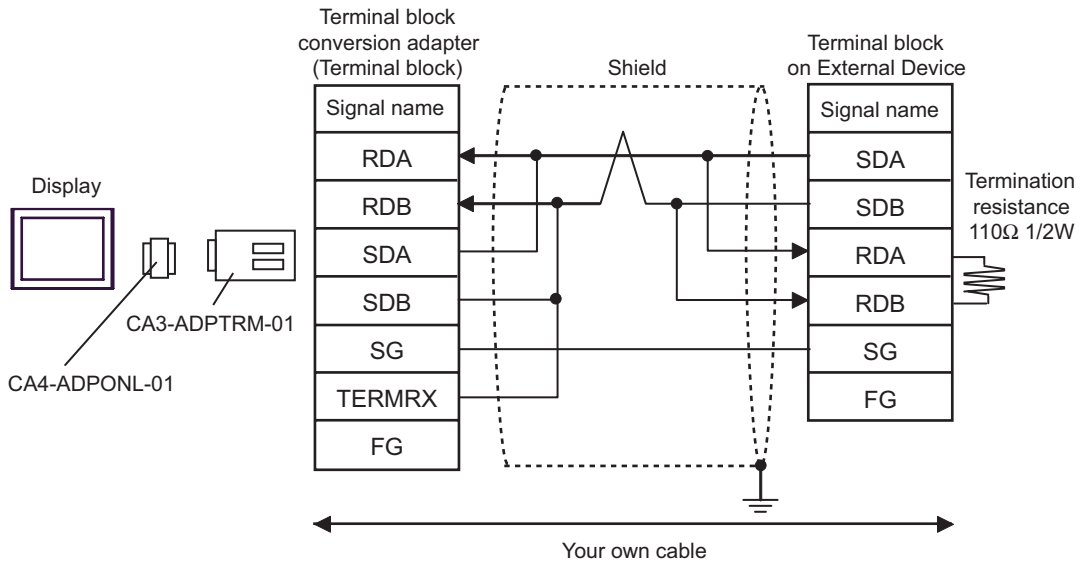 Terminal block
conversion adapter
(Terminal block)
Shield
Terminal block
on External Device
Signal name
RDA
RDB
SDA
SDB
SG
TERMRX
FG
Signal name
SDA
SDB
RDA
RDB
SG
FG
Display
CA3-ADPTRM-01
CA4-ADPONL-01
Termination
resistance
110Ω 1/2W
Your own cable